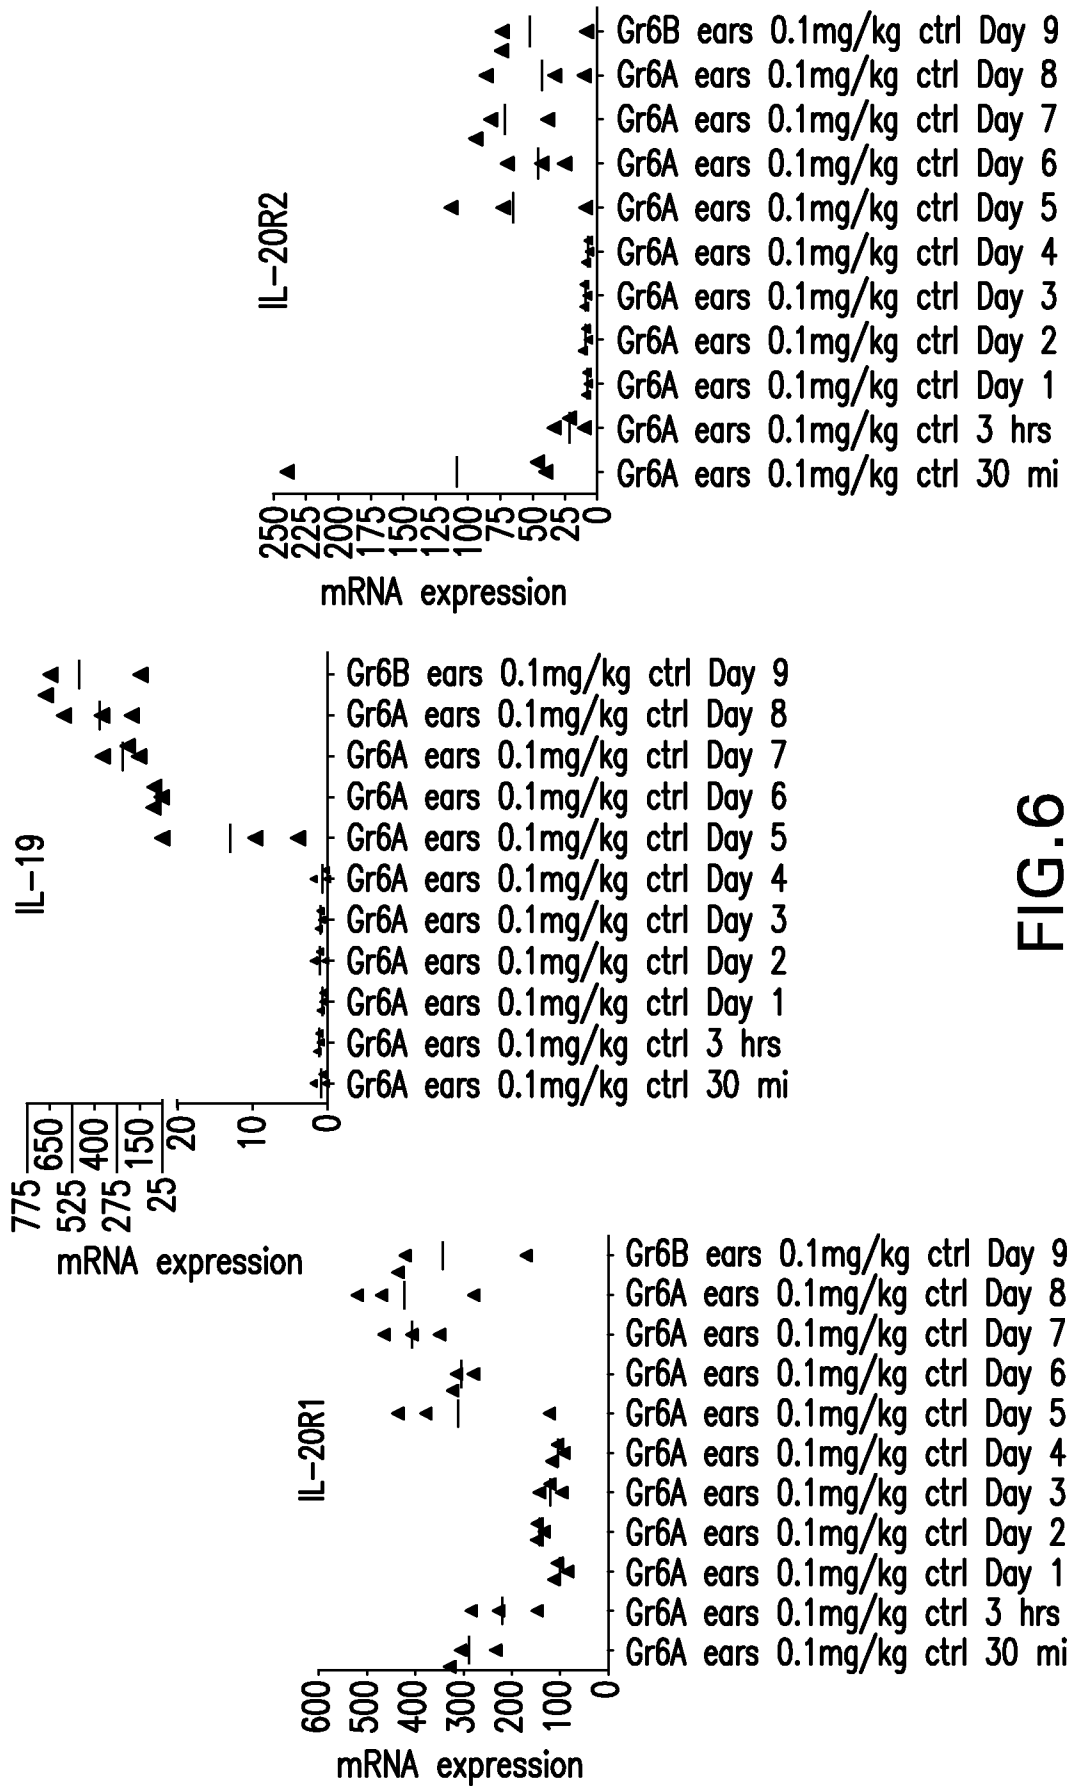 IL-20R2
mRNA expression
250
225
200
175
150
125
100
75
50
25
0
Gr6B ears 0.1mg/kg ctrl Day 9
Gr6A ears 0.1mg/kg ctrl Day 8
Gr6A ears 0.1mg/kg ctrl Day 7
Gr6A ears 0.1mg/kg ctrl Day 6
Gr6A ears 0.1mg/kg ctrl Day 5
Gr6A ears 0.1mg/kg ctrl Day 4
Gr6A ears 0.1mg/kg ctrl Day 3
Gr6A ears 0.1mg/kg ctrl Day 2
Gr6A ears 0.1mg/kg ctrl Day 1
Gr6A ears 0.1mg/kg ctrl 3 hrs
Gr6A ears 0.1mg/kg ctrl 30 mi
IL-19
mRNA expression
775
650
525
400
275
150
25
20
10
0
Gr6B ears 0.1mg/kg ctrl Day 9
Gr6A ears 0.1mg/kg ctrl Day 8
Gr6A ears 0.1mg/kg ctrl Day 7
Gr6A ears 0.1mg/kg ctrl Day 6
Gr6A ears 0.1mg/kg ctrl Day 5
Gr6A ears 0.1mg/kg ctrl Day 4
Gr6A ears 0.1mg/kg ctrl Day 3
Gr6A ears 0.1mg/kg ctrl Day 2
Gr6A ears 0.1mg/kg ctrl Day 1
Gr6A ears 0.1mg/kg ctrl 3 hrs
Gr6A ears 0.1mg/kg ctrl 30 mi
IL-20R1
mRNA expression
600
500
400
300
200
100
0
Gr6B ears 0.1mg/kg ctrl Day 9
Gr6A ears 0.1mg/kg ctrl Day 8
Gr6A ears 0.1mg/kg ctrl Day 7
Gr6A ears 0.1mg/kg ctrl Day 6
Gr6A ears 0.1mg/kg ctrl Day 5
Gr6A ears 0.1mg/kg ctrl Day 4
Gr6A ears 0.1mg/kg ctrl Day 3
Gr6A ears 0.1mg/kg ctrl Day 2
Gr6A ears 0.1mg/kg ctrl Day 1
Gr6A ears 0.1mg/kg ctrl 3 hrs
Gr6A ears 0.1mg/kg ctrl 30 mi
FIG.6